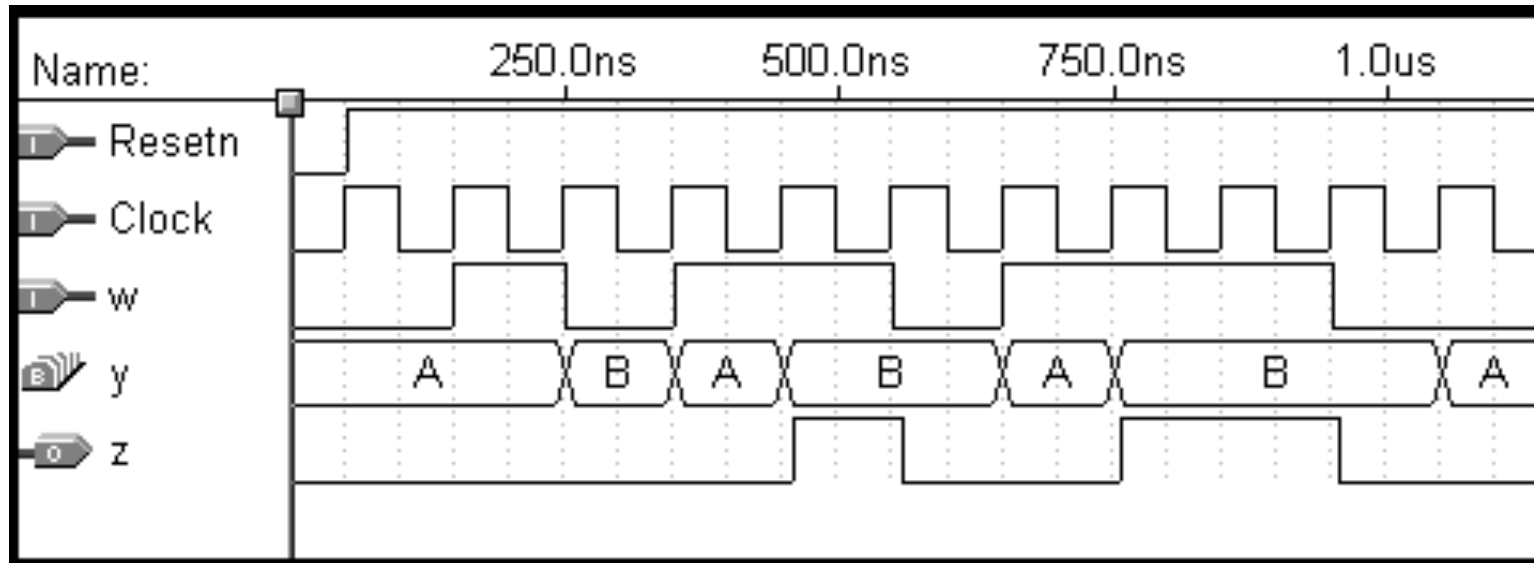 Name: 250.0ns 500.0ns 750.0ns 1.0us
I Resetn
I Clock
I w
B y A B A B A B A
O z